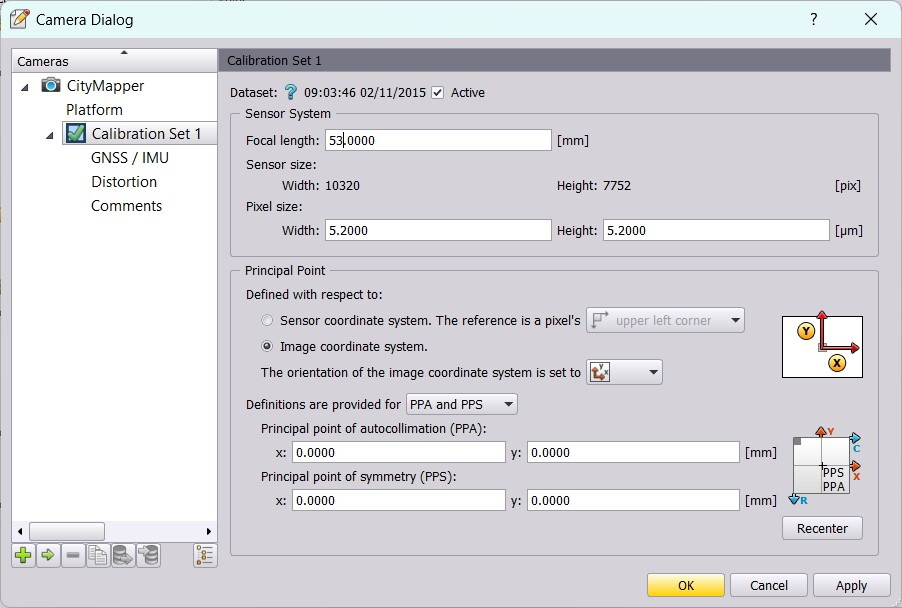 Camera Dialog
?
Cameras
CityMapper
Platform
Calibration Set 1
GNSS / IMU
Distortion
Comments
Calibration Set 1
Dataset: ? 09:03:46 02/11/2015 Active
Sensor System
Focal length: 53.0000 [mm]
Sensor size:
Width: 10320 Height: 7752 [pix]
Pixel size:
Width: 5.2000 Height: 5.2000 [µm]
Principal Point
Defined with respect to:
Sensor coordinate system. The reference is a pixel's upper left corner
Image coordinate system.
Y
X
The orientation of the image coordinate system is set to y x
Definitions are provided for PPA and PPS
Principal point of autocollimation (PPA):
x: 0.0000 y: 0.0000 [mm]
Principal point of symmetry (PPS):
x: 0.0000 y: 0.0000 [mm]
Y
C
PPS
X
PPA
R
Recenter
OK Cancel Apply